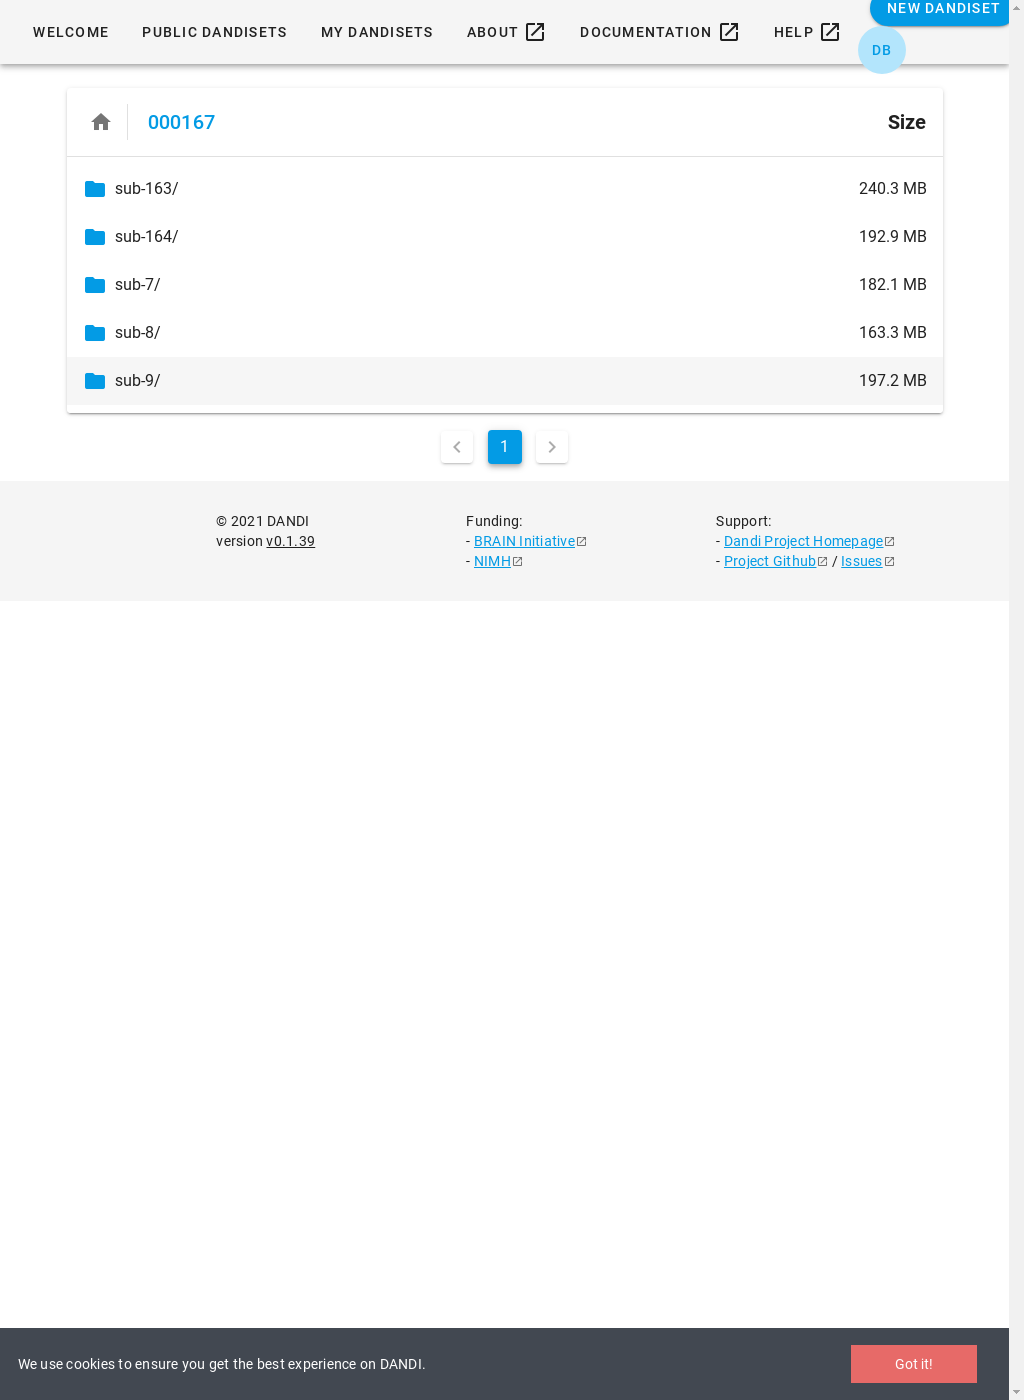 NEW DANDISET
WELCOME PUBLIC DANDISETS MY DANDISETS ABOUT DOCUMENTATION HELP
DB
000167 Size
sub-163/ 240.3 MB
sub-164/ 192.9 MB
sub-7/ 182.1 MB
sub-8/ 163.3 MB
sub-9/ 197.2 MB
1
© 2021 DANDI Funding: Support:
version v0.1.39 - BRAIN Initiative - Dandi Project Homepage
- NIMH - Project Github / Issues
We use cookies to ensure you get the best experience on DANDI. Got it!